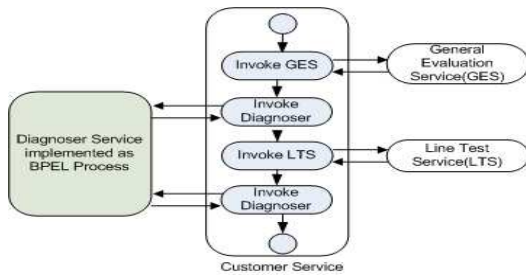 Invoke GES
General
Evaluation
Service(GES)
Invoke
Diagnoser
Diagnoser Service
implemented as
BPEL Process
Invoke LTS
Line Test
Service(LTS)
Invoke
Diagnoser
Customer Service